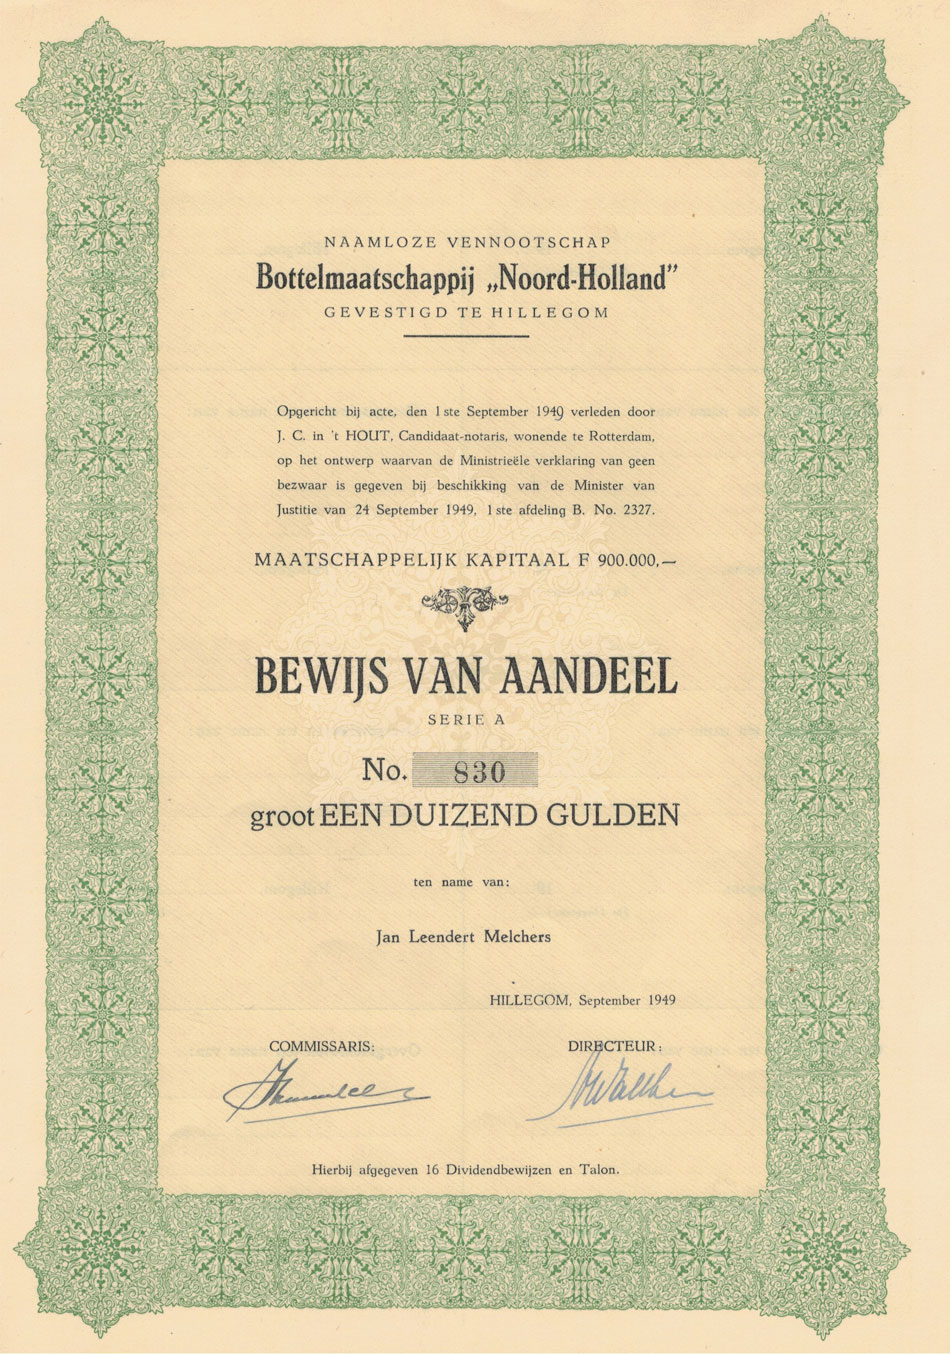 NAAMLOZE VENNOOTSCHAP
Bottelmaatschappij „Noord-Holland”
GEVESTIGD TE HILLEGOM
Opgericht bij acte, den 1ste September 1949 verleden door
J. C. in 't HOUT, Candidaat-notaris, wonende te Rotterdam,
op het ontwerp waarvan de Ministrieële verklaring van geen
bezwaar is gegeven bij beschikking van de Minister van
Justitie van 24 September 1949, 1ste afdeling B. No. 2327.
MAATSCHAPPELIJK KAPITAAL F 900.000,—
BEWIJS VAN AANDEEL
SERIE A
No. 830
groot EEN DUIZEND GULDEN
ten name van:
Jan Leendert Melchers
HILLEGOM, September 1949
COMMISSARIS: DIRECTEUR:
Hierbij afgegeven 16 Dividendbewijzen en Talon.